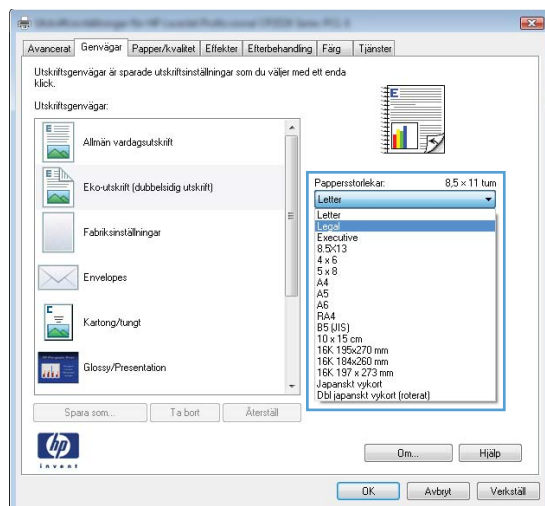 Avancerat Genvägar Papper/kvalitet Effekter Efterbehandling Färg Tjänster
Utskriftsgenvägar är sparade utskriftsinställningar som du väljer med ett enda
klick.
Utskriftsgenvägar:
Allmän vardagsutskrift
Eko-utskrift (dubbelsidig utskrift)
Fabriksinställningar
Envelopes
Kartong/tungt
Glossy/Presentation
Spara som... Ta bort Återställ
E
Pappersstorlekar: 8,5 × 11 tum
Letter
Letter
Legal
Executive
8.5X13
4 x 6
5 x 8
A4
A5
A6
RA4
B5 (JIS)
10 x 15 cm
16K 195x270 mm
16K 184x260 mm
16K 197 x 273 mm
Japanskt vykort
Dbl japanskt vykort (roterat)
hp
invent
Om... Hjälp
OK Avbryt Verkställ